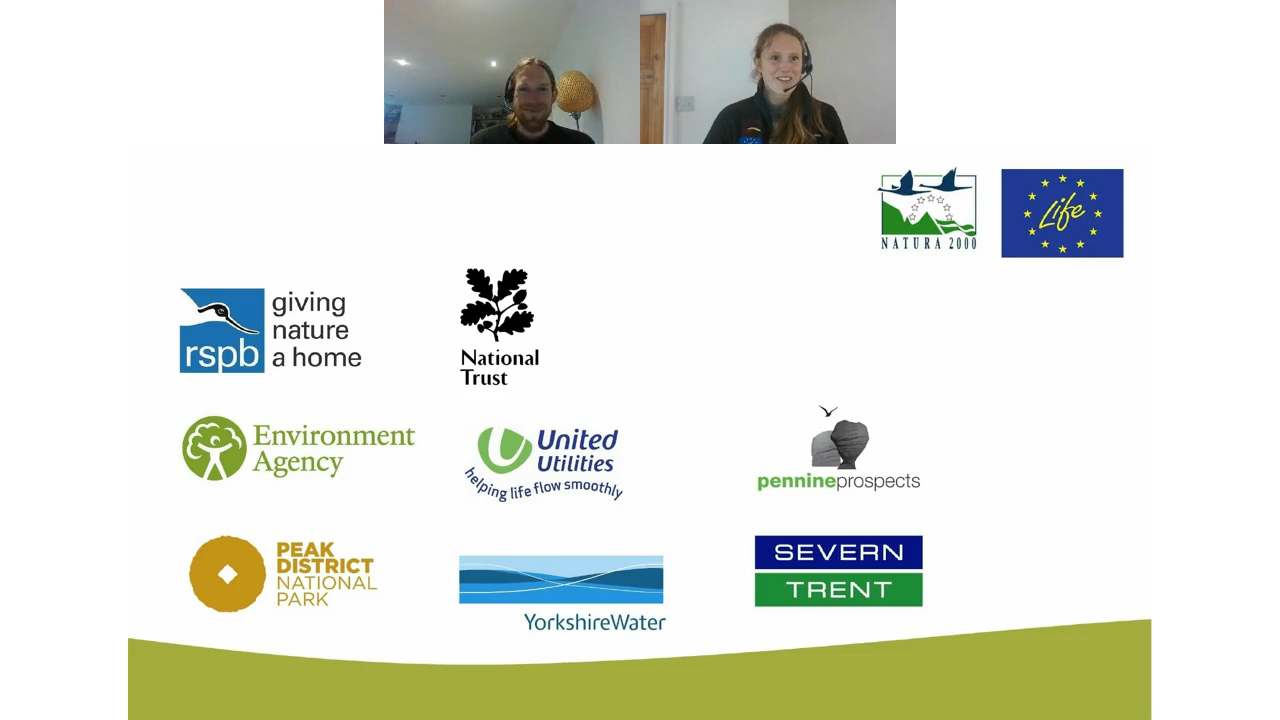 NATURA 2000
Life
rspb
giving
nature
a home
National
Trust
Environment
Agency
United
Utilities
helping life flow smoothly
pennineprospects
PEAK
DISTRICT
NATIONAL
PARK
YorkshireWater
SEVERN
TRENT